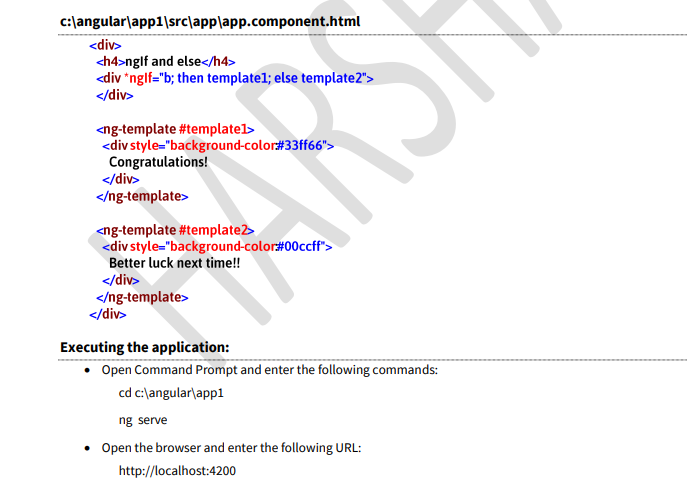 c:\angular\app1\src\app\app.component.html
<div>
<h4>ngIf and else</h4>
<div *ngIf="b; then template1; else template2">
</div>
<ng-template #template1>
<div style="background-color:#33ff66">
Congratulations!
</div>
</ng-template>
<ng-template #template2>
<div style="background-color:#00ccff">
Better luck next time!!
</div>
</ng-template>
</div>
Executing the application:
• Open Command Prompt and enter the following commands:
cd c:\angular\app1
ng serve
• Open the browser and enter the following URL:
http://localhost:4200
HARSH